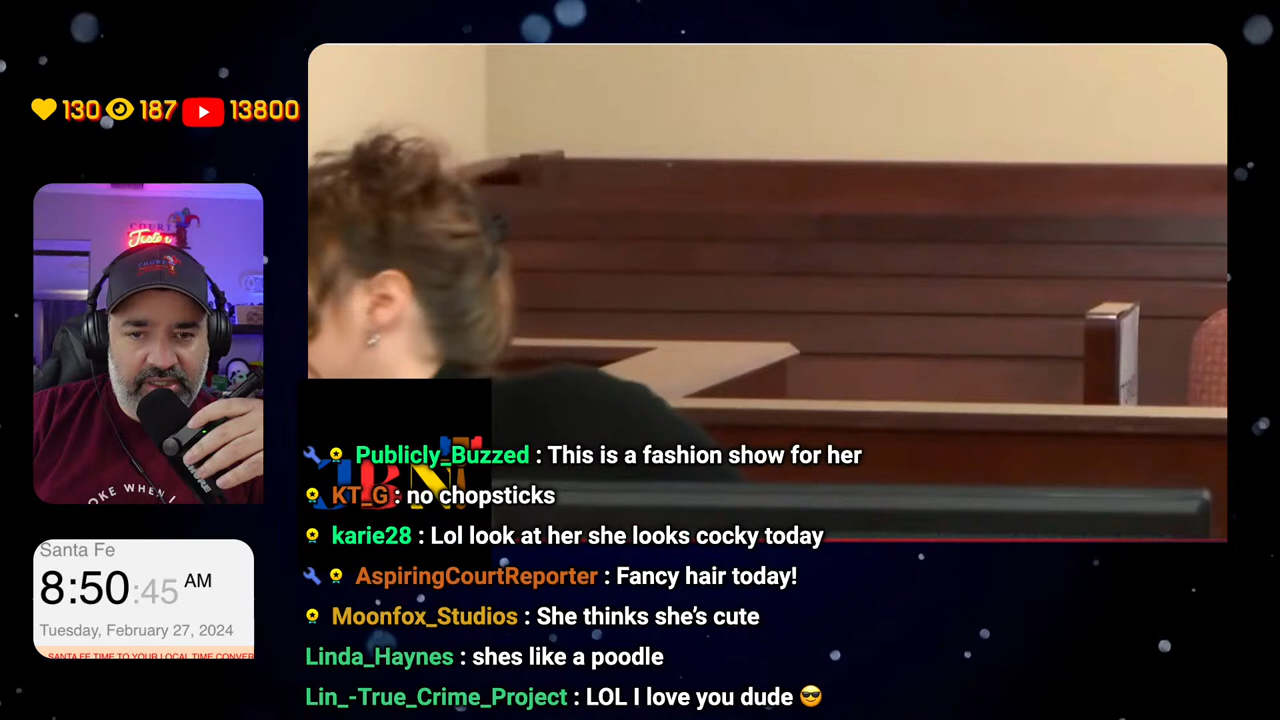 130 187 13800
COURT
OKE WHEN I
Santa Fe
8:50:45 AM
Tuesday, February 27, 2024
SANTA FE TIME TO YOUR LOCAL TIME CONVER
Publicly_Buzzed : This is a fashion show for her
KT_G : no chopsticks
karie28 : Lol look at her she looks cocky today
AspiringCourtReporter : Fancy hair today!
Moonfox_Studios : She thinks she’s cute
Linda_Haynes : shes like a poodle
Lin_-True_Crime_Project : LOL I love you dude 😎